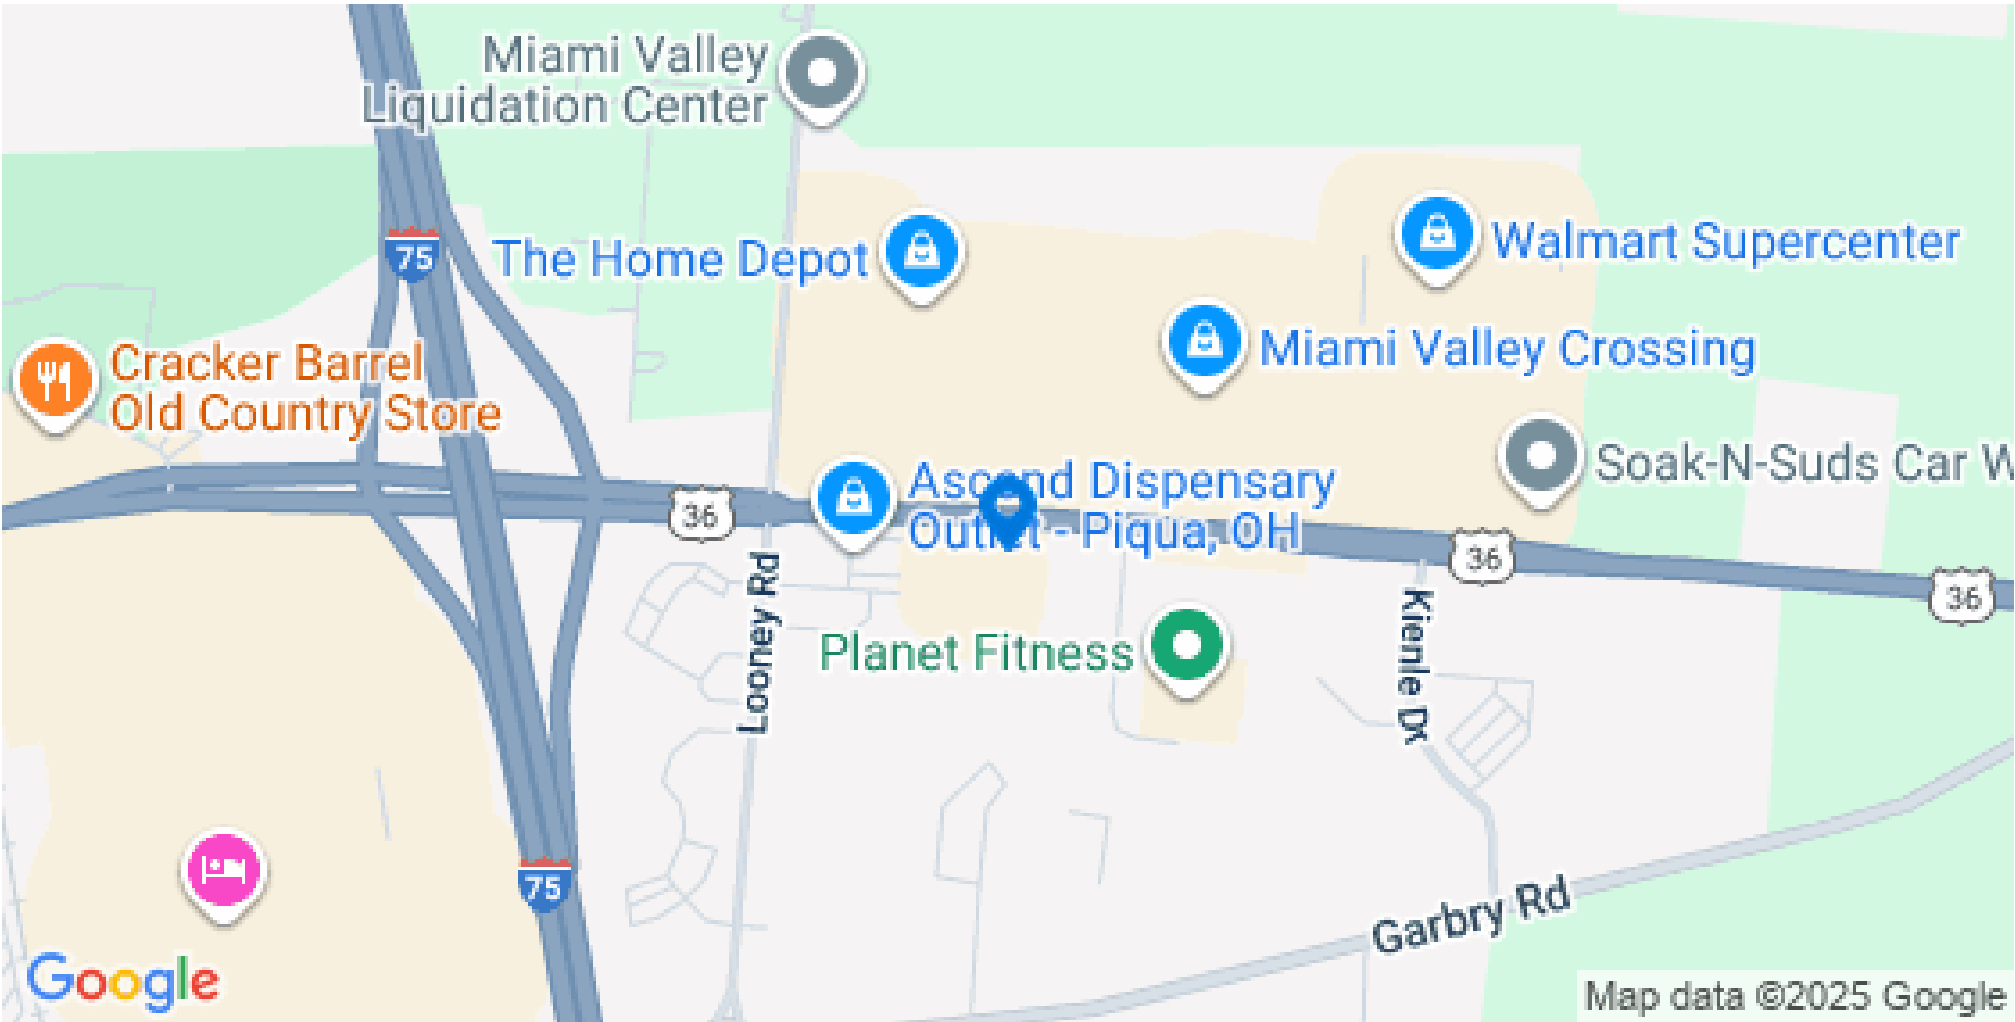 Miami Valley
Liquidation Center
75
The Home Depot
Walmart Supercenter
Miami Valley Crossing
Cracker Barrel
Old Country Store
Soak-N-Suds Car W
Ascend Dispensary
Outlet - Piqua, OH
36
36
36
Looney Rd
Kienle Dr
Planet Fitness
75
Garbry Rd
Google
Map data ©2025 Google